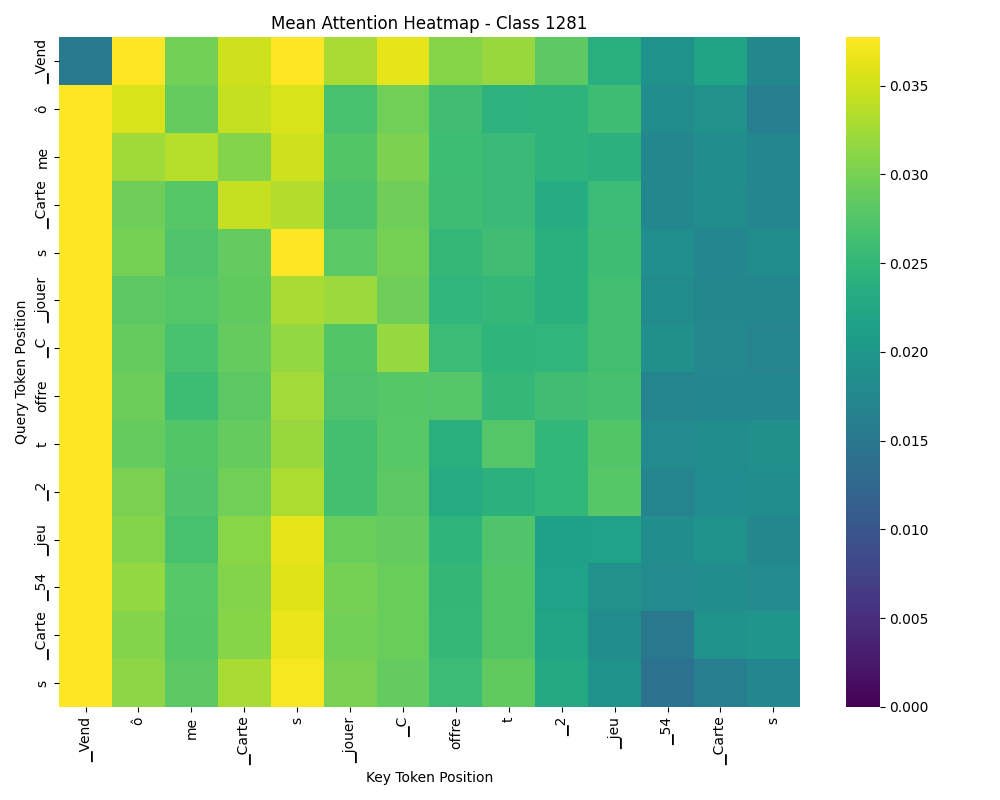 Mean Attention Heatmap - Class 1281
Query Token Position
▁Vend
ô
me
▁Carte
s
▁jouer
▁C
offre
t
▁2
▁jeu
▁54
▁Carte
s
▁Vend
ô
me
▁Carte
s
▁jouer
▁C
offre
t
▁2
▁jeu
▁54
▁Carte
s
Key Token Position
0.035
0.030
0.025
0.020
0.015
0.010
0.005
0.000